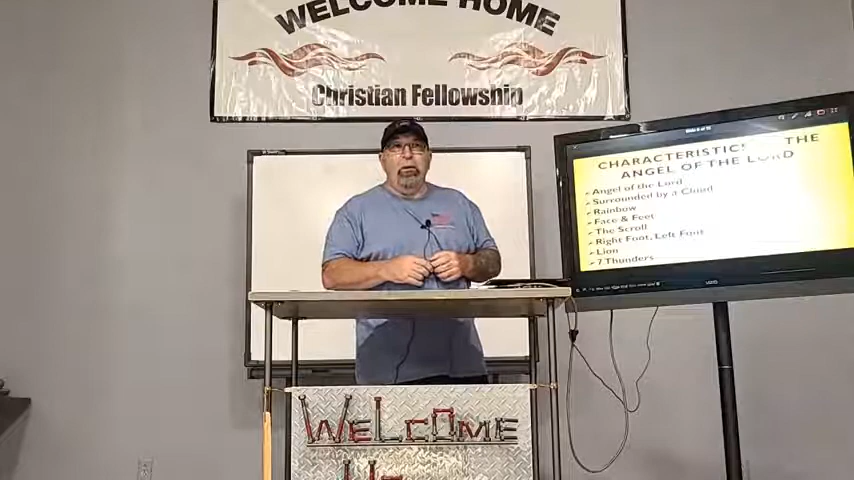 WELCOME HOME
Christian Fellowship
CHARACTERISTICS THE
ANGEL OF THE LORD
Angel of the Lord
Surrounded by a Cloud
Rainbow
Face & Feet
The Scroll
Right Foot, Left Foot
Lion
7 Thunders
WELCOME